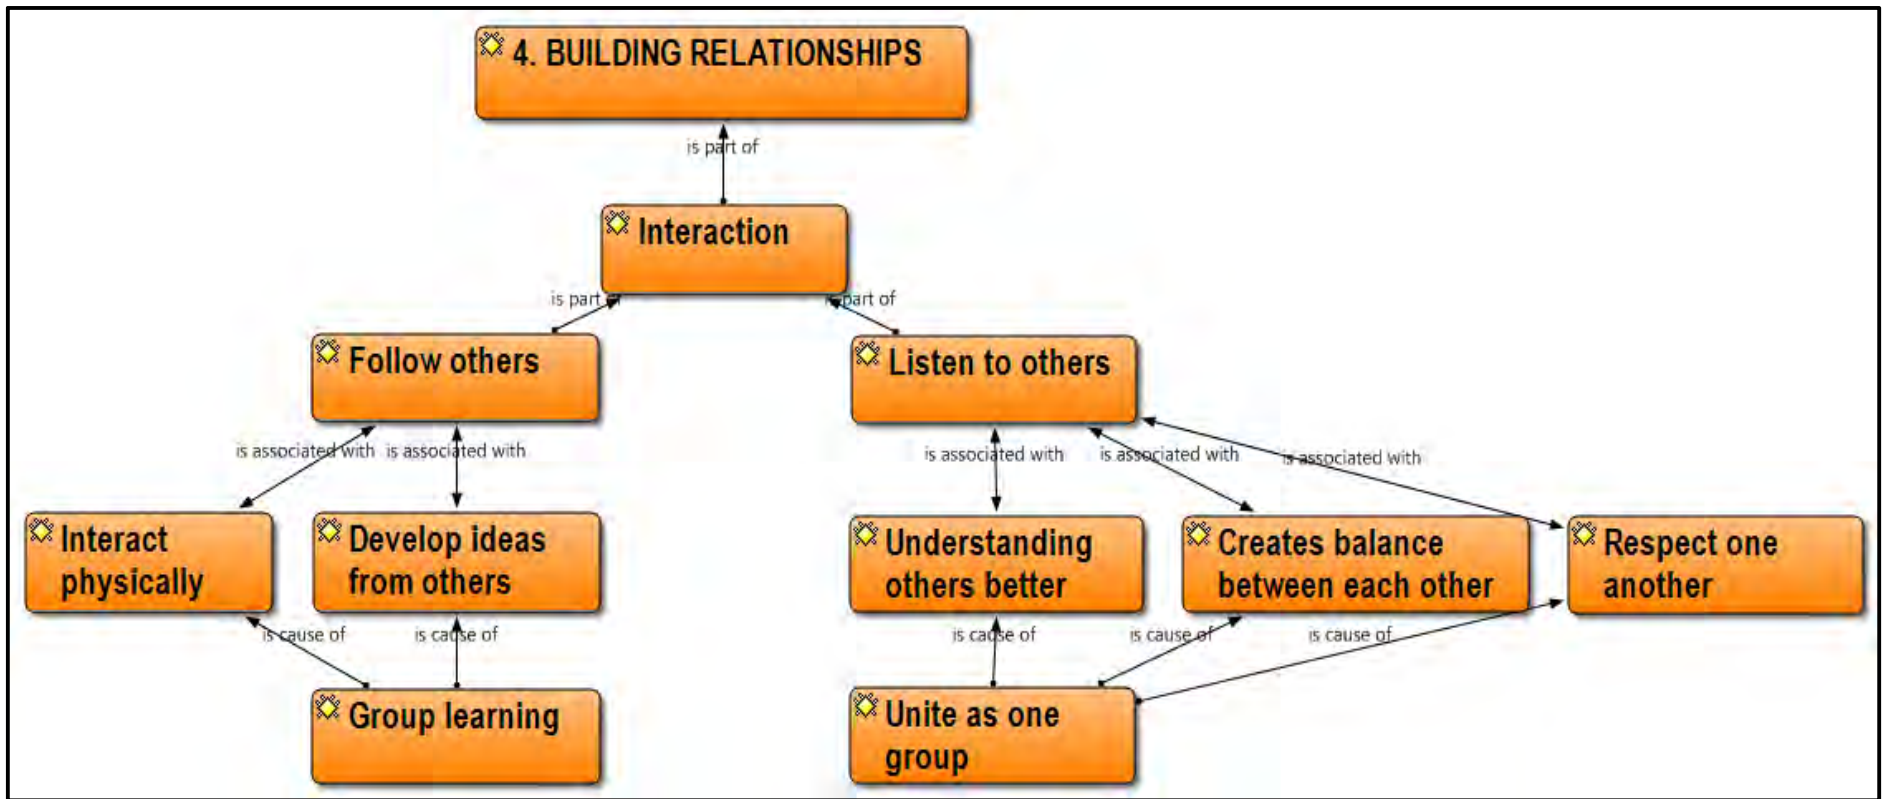 4. BUILDING RELATIONSHIPS
is part of
Interaction
is part of
is part of
Follow others
Listen to others
is associated with
is associated with
is associated with
is associated with
is associated with
Interact
physically
Develop ideas
from others
Understanding
others better
Creates balance
between each other
Respect one
another
is cause of
is cause of
is cause of
is cause of
is cause of
Group learning
Unite as one
group